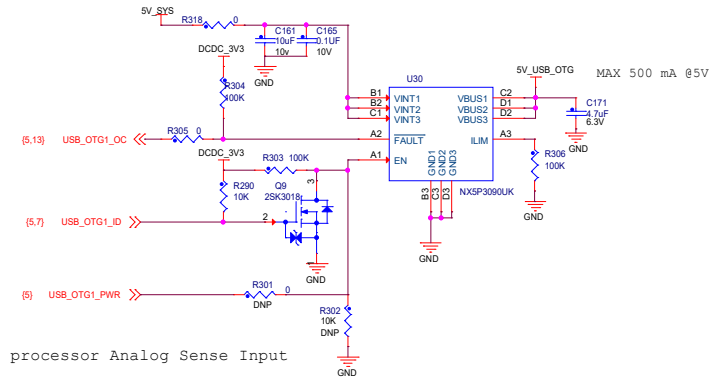 5V_SYS
R318 0
C161
10uF
10v
C165
0.1UF
10V
GND
DCDC_3V3
R304
100K
{5,13} USB_OTG1_OC
R305 0
DCDC_3V3
R303 100K
R290
10K
Q9
2SK3018
3
2
1
GND
{5,7} USB_OTG1_ID
{5} USB_OTG1_PWR
R301 0
DNP
R302
10K
DNP
GND
U30
B1 VINT1
B2 VINT2
C1 VINT3
A2 FAULT
A1 EN
VBUS1 C2
VBUS2 D1
VBUS3 D2
ILIM A3
GND1
GND2
GND3
B3
C3
D3
NX5P3090UK
GND
5V_USB_OTG
MAX 500 mA @5V
C171
4.7uF
6.3V
GND
R306
100K
GND
processor Analog Sense Input